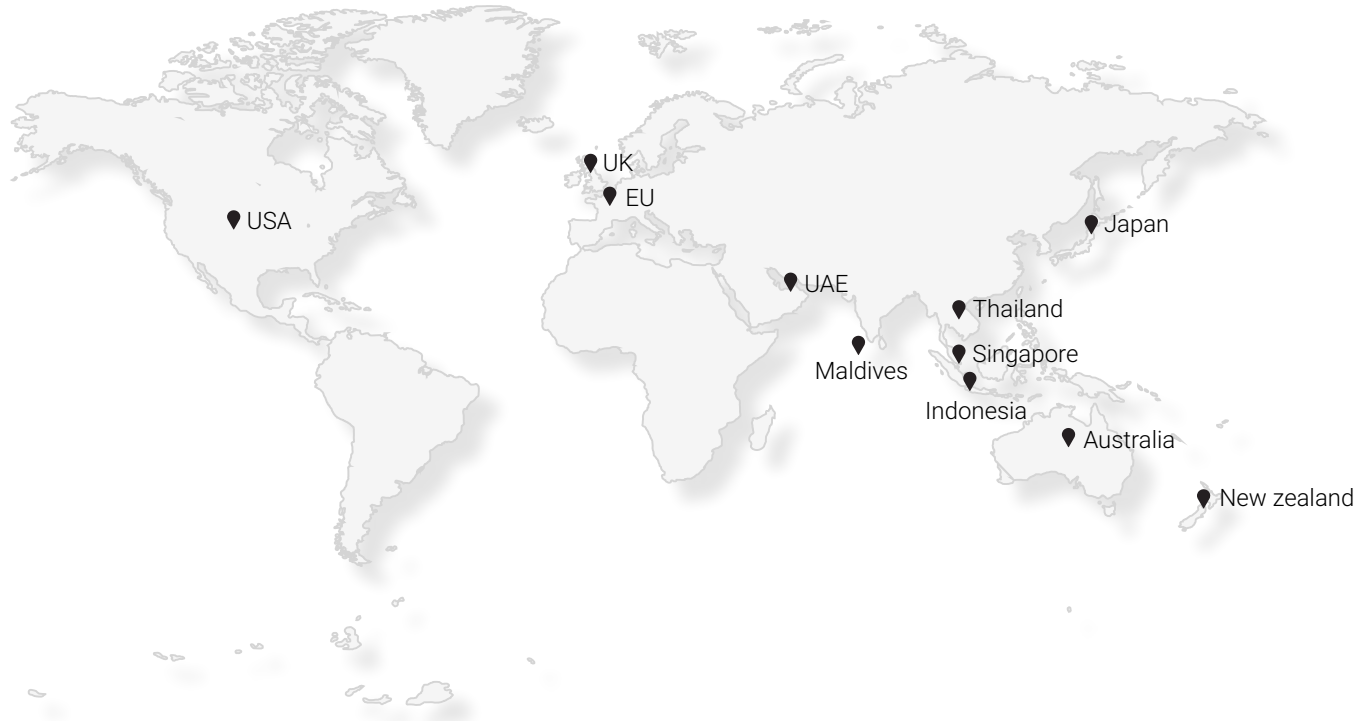 UK
EU
USA
Japan
UAE
Thailand
Singapore
Maldives
Indonesia
Australia
New zealand